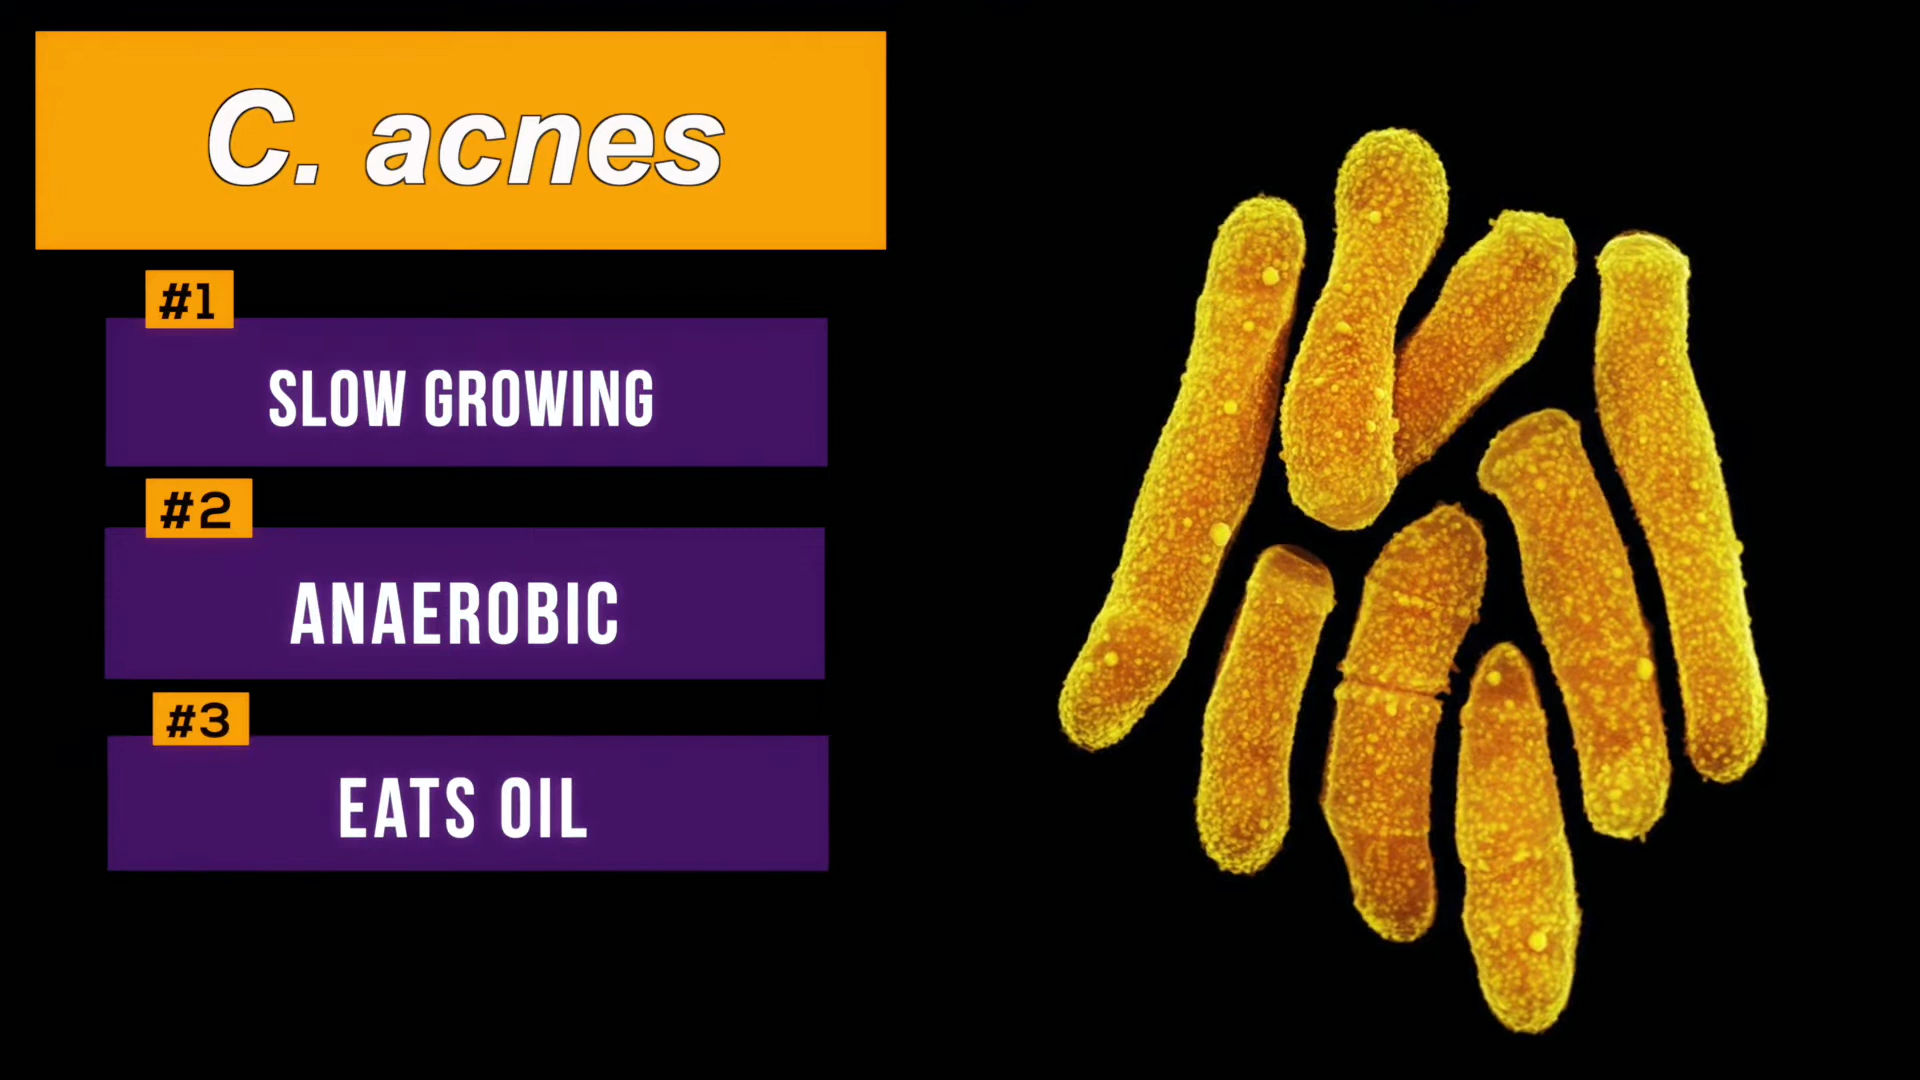 C. acnes
#1
SLOW GROWING
#2
ANAEROBIC
#3
EATS OIL